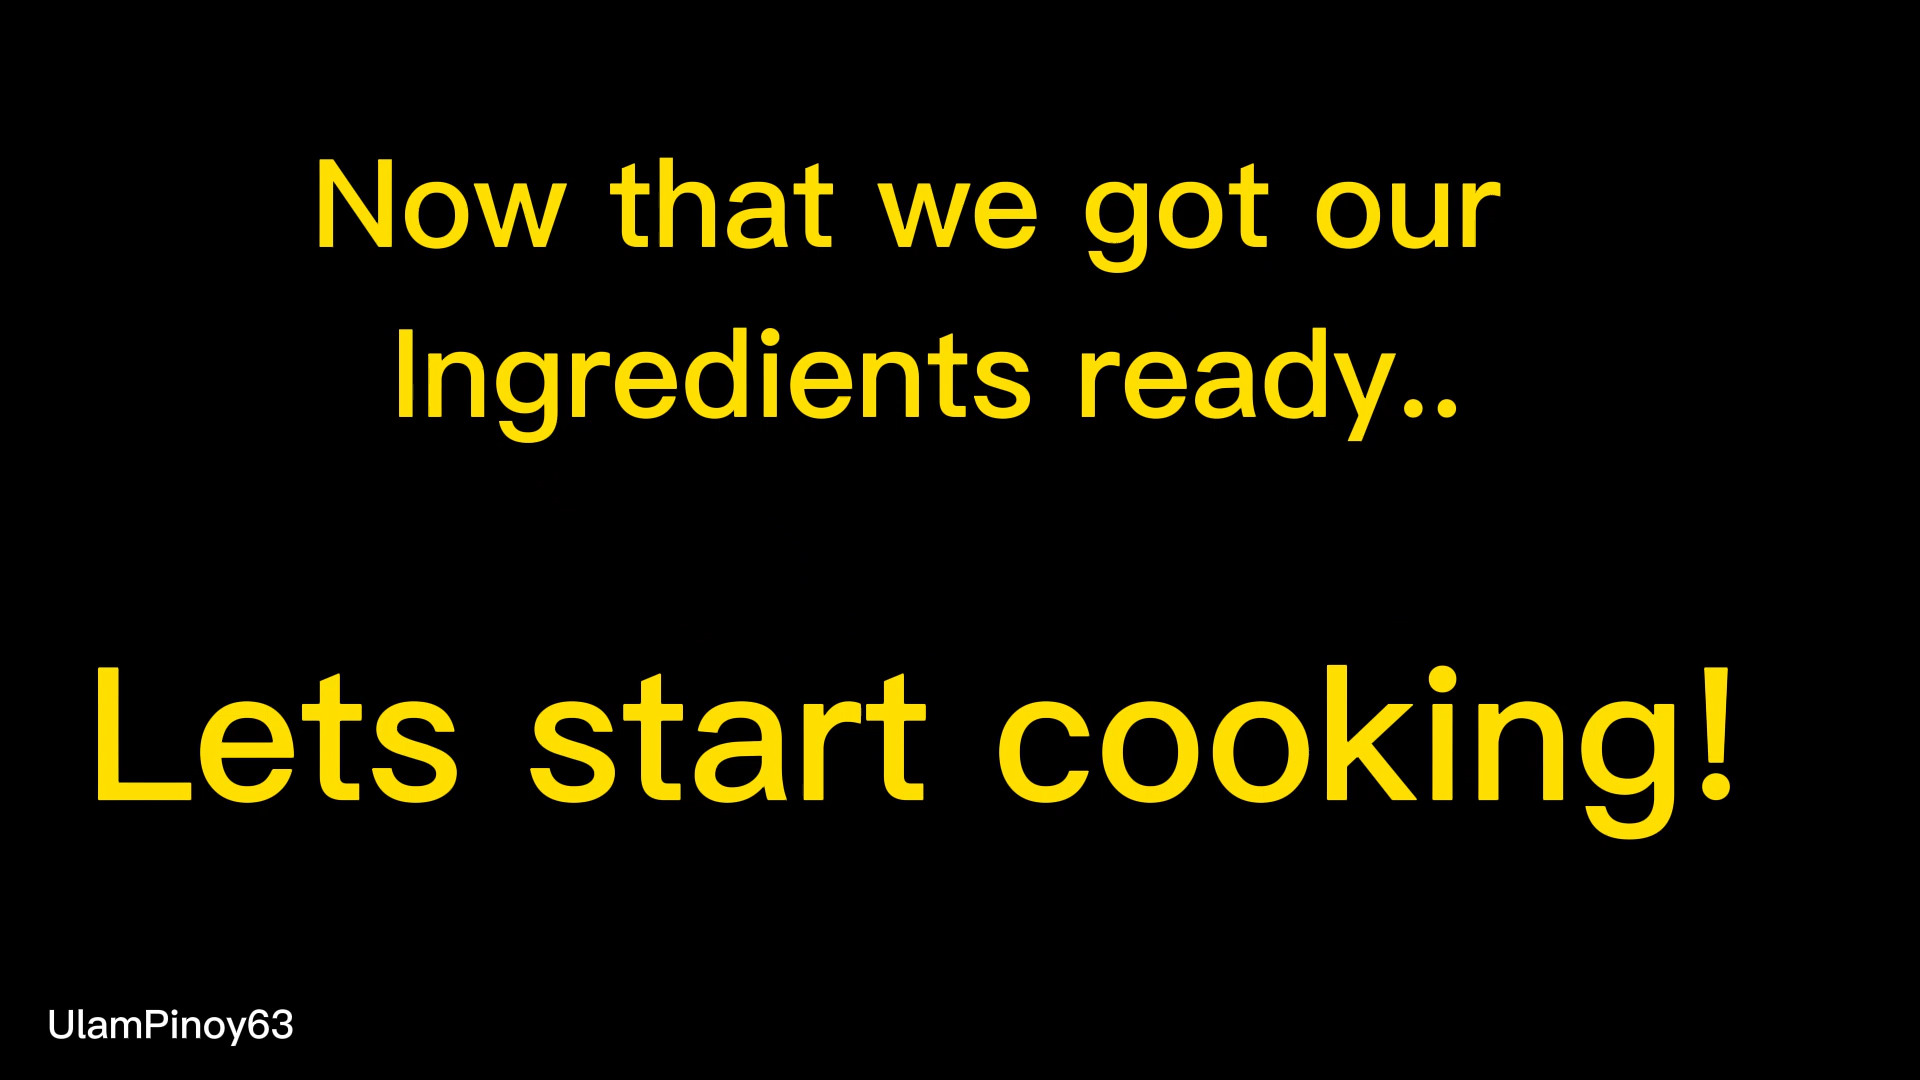 Now that we got our
Ingredients ready..
Lets start cooking!
UlamPinoy63